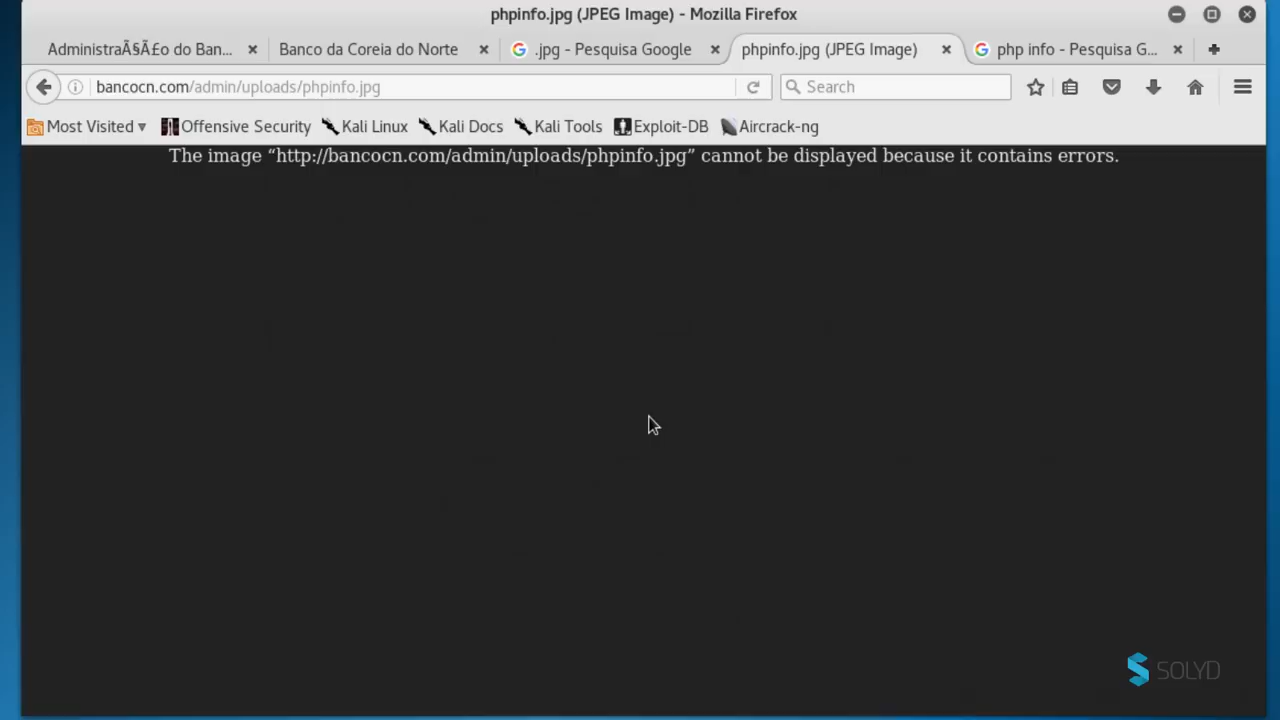 phpinfo.jpg (JPEG Image) - Mozilla Firefox
AdministraÃ§Ã£o do Ban... Banco da Coreia do Norte .jpg - Pesquisa Google phpinfo.jpg (JPEG Image) php info - Pesquisa G...
bancocn.com/admin/uploads/phpinfo.jpg Search
Most Visited Offensive Security Kali Linux Kali Docs Kali Tools Exploit-DB Aircrack-ng
The image “http://bancocn.com/admin/uploads/phpinfo.jpg” cannot be displayed because it contains errors.
SOLYD